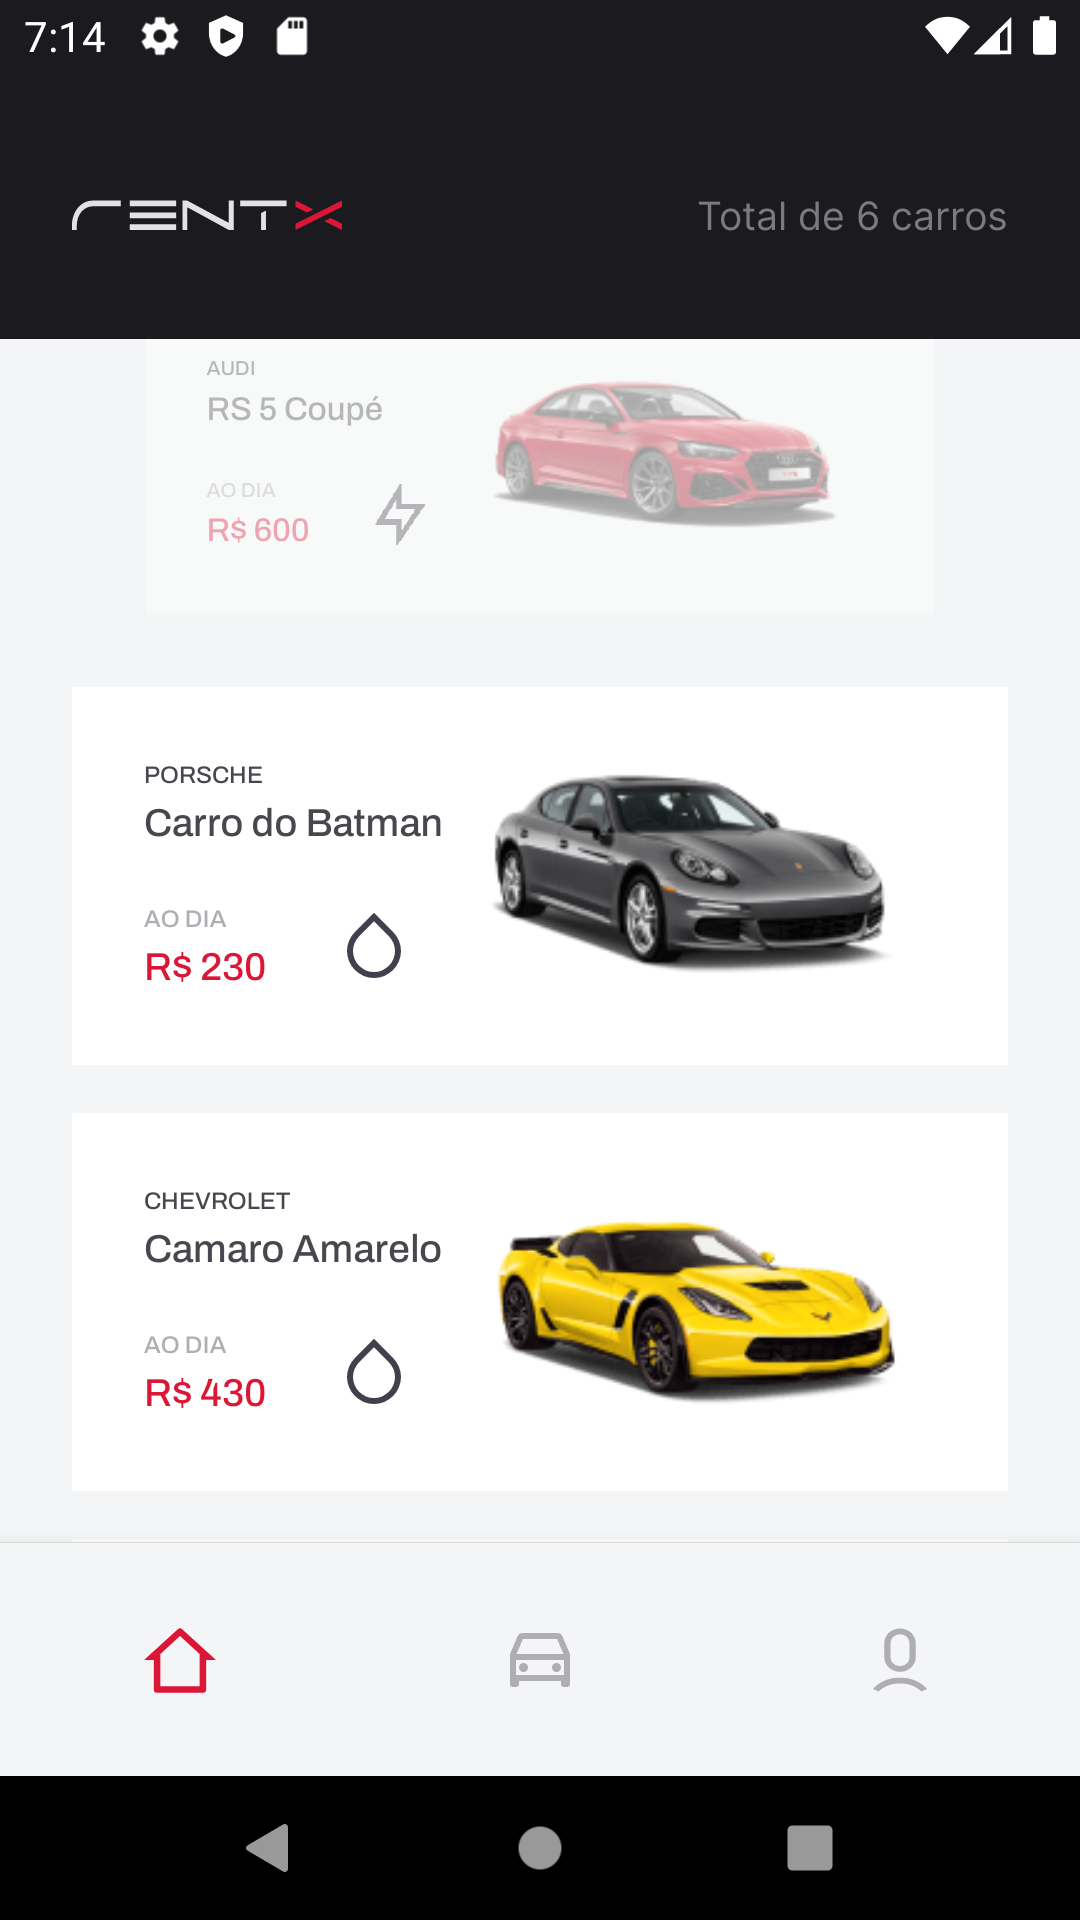 7:14
RENTX
Total de 6 carros
AUDI
RS 5 Coupé
AO DIA
R$ 600
PORSCHE
Carro do Batman
AO DIA
R$ 230
CHEVROLET
Camaro Amarelo
AO DIA
R$ 430